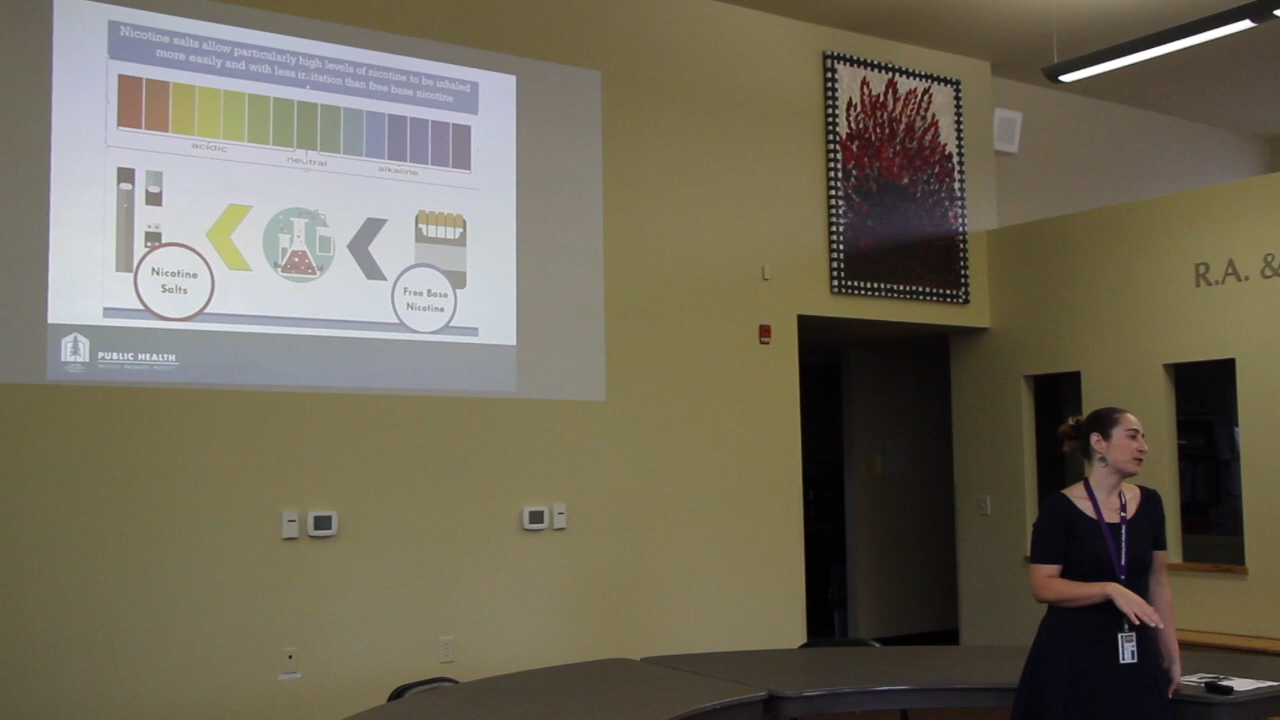 Nicotine salts allow particularly high levels of nicotine to be inhaled
more easily and with less irritation than free base nicotine
acidic
neutral
alkaline
Nicotine
Salts
Free Base
Nicotine
PUBLIC HEALTH
R.A. &